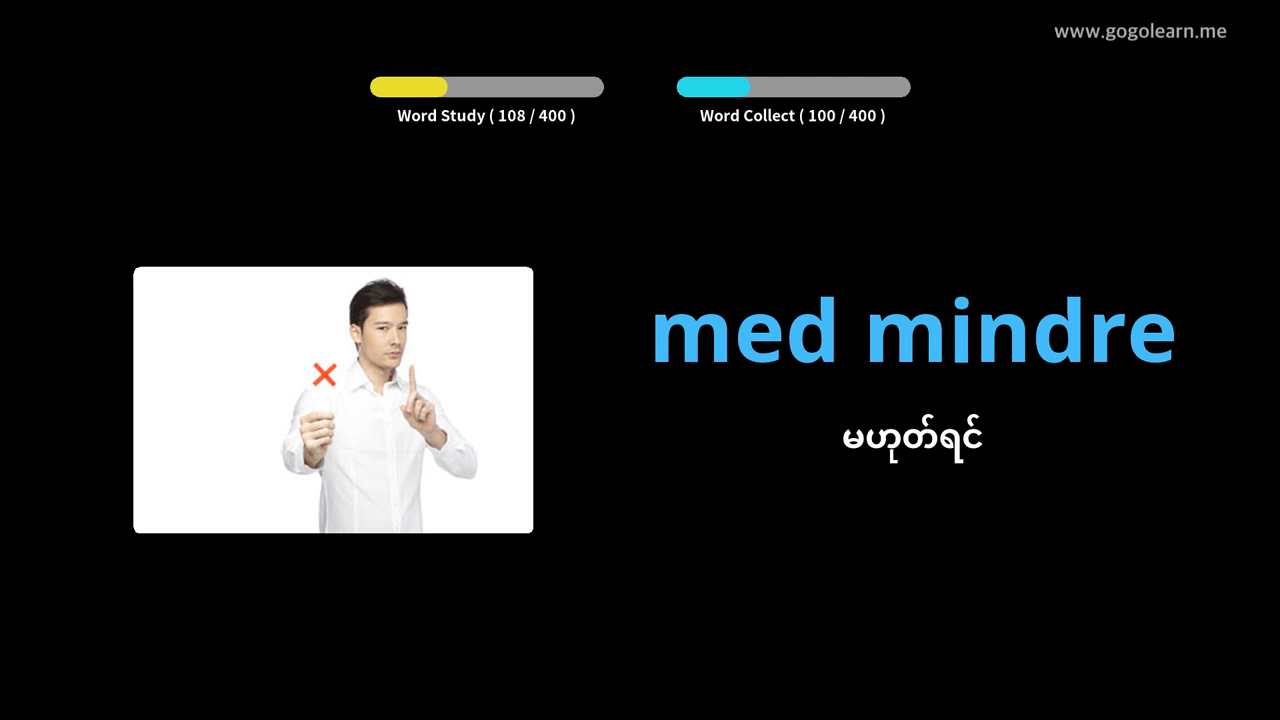 www.gogolearn.me
Word Study ( 108 / 400 )
Word Collect ( 100 / 400 )
med mindre
မဟုတ်ရင်